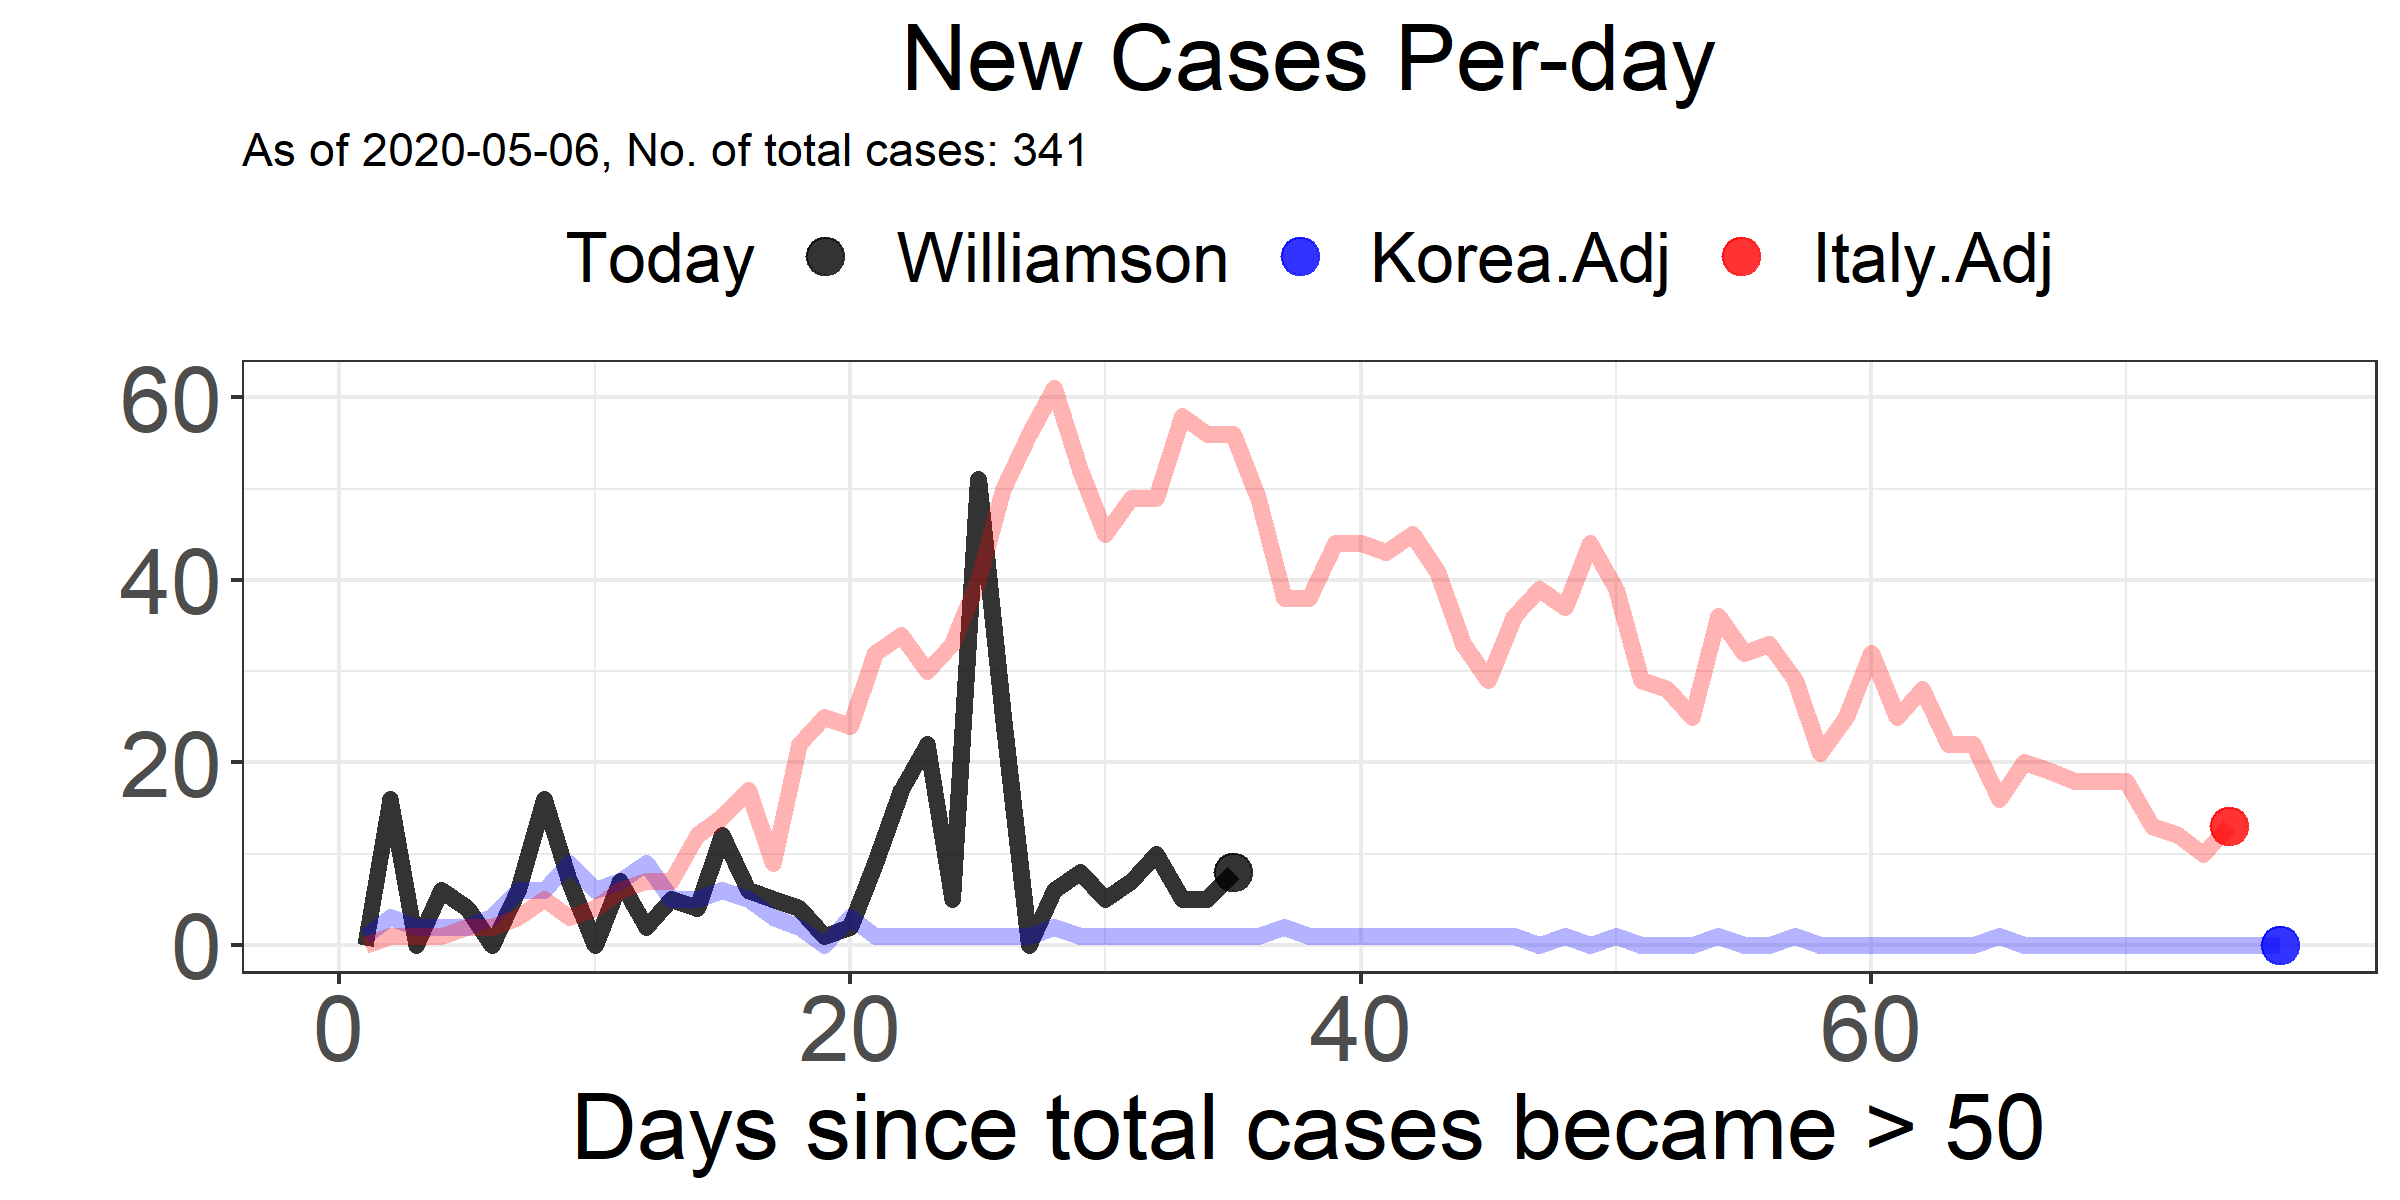 New Cases Per-day
As of 2020-05-06, No. of total cases: 341
Today Williamson Korea.Adj Italy.Adj
60
40
20
0
0 20 40 60
Days since total cases became > 50